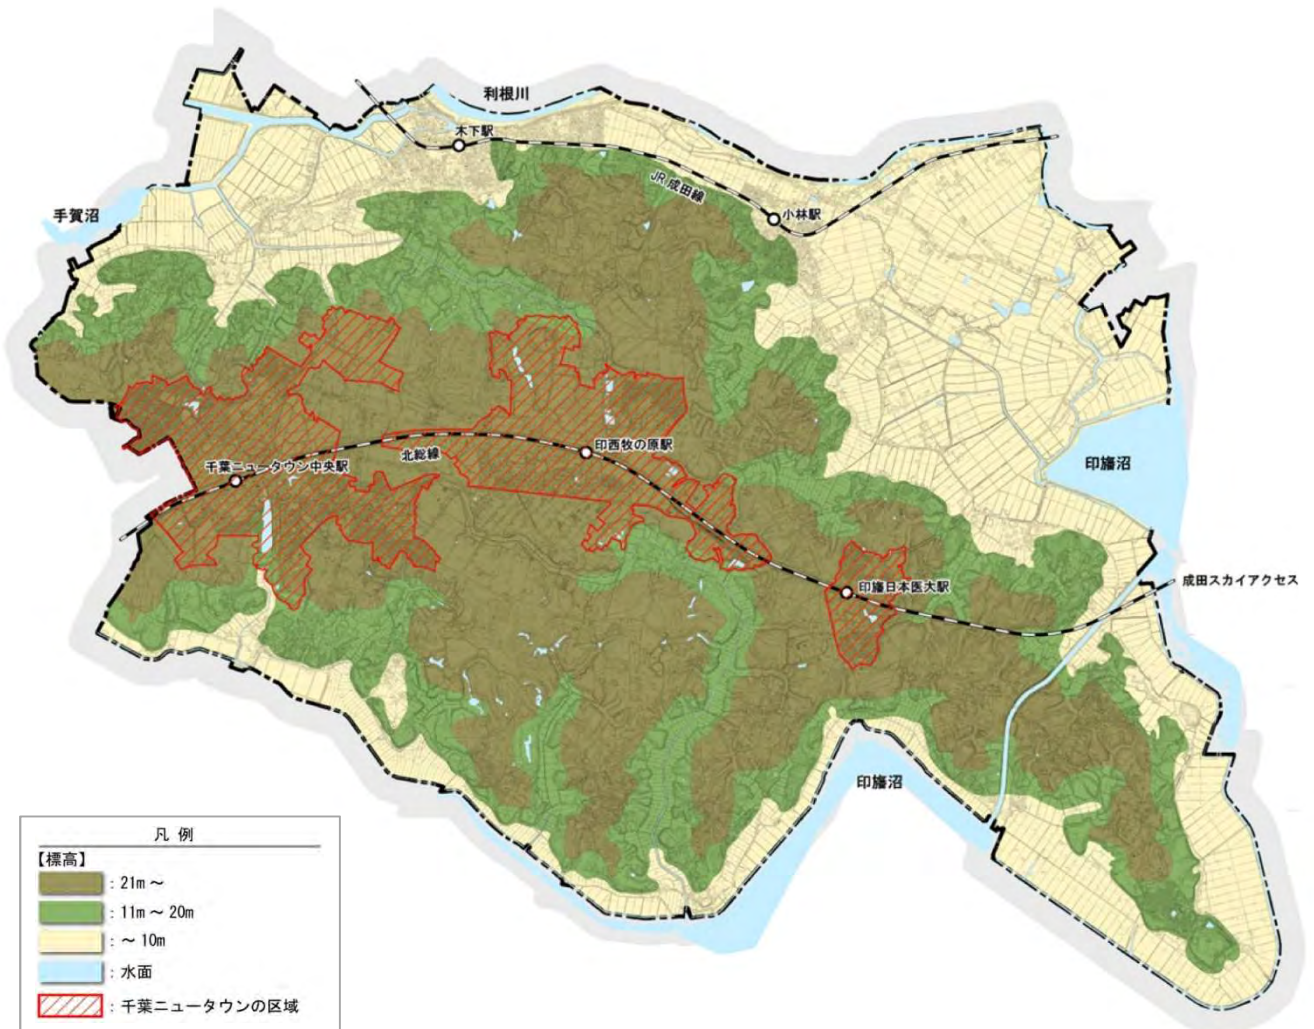 利根川
木下駅
JR成田線
手賀沼
小林駅
印西牧の原駅
北総線
千葉ニュータウン中央駅
印旛沼
成田スカイアクセス
印旛日本医大駅
印旛沼
凡例
【標高】
: 21m ～
: 11m ～ 20m
: ～ 10m
: 水面
: 千葉ニュータウンの区域